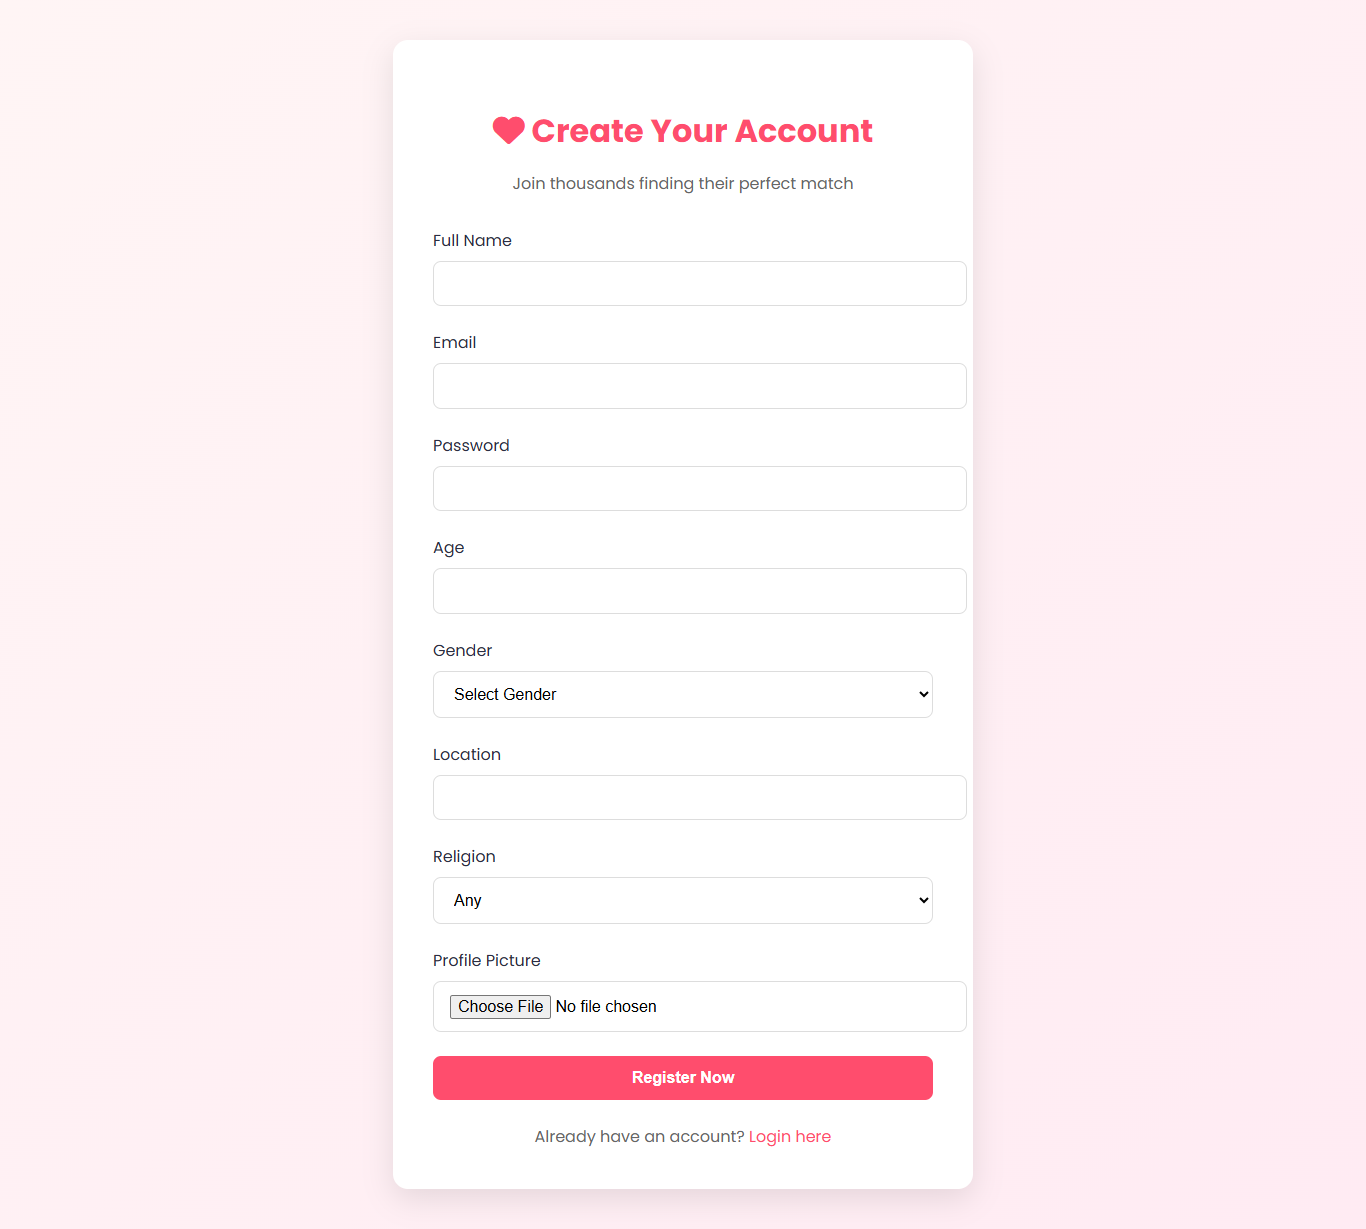 Create Your Account
Join thousands finding their perfect match
Full Name
Email
Password
Age
Gender
Select Gender
Location
Religion
Any
Profile Picture
Choose File No file chosen
Register Now
Already have an account? Login here